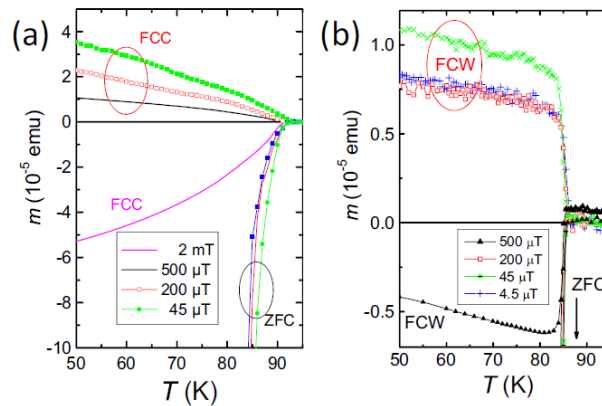 (a)
FCC
FCC
2 mT
500 μT
200 μT
45 μT
ZFC
m (10⁻⁵ emu)
4
2
0
-2
-4
-6
-8
-10
50 60 70 80 90
T (K)
(b)
FCW
500 μT
200 μT
45 μT
4.5 μT
ZFC
FCW
m (10⁻⁵ emu)
1.0
0.5
0.0
-0.5
50 60 70 80 90
T (K)